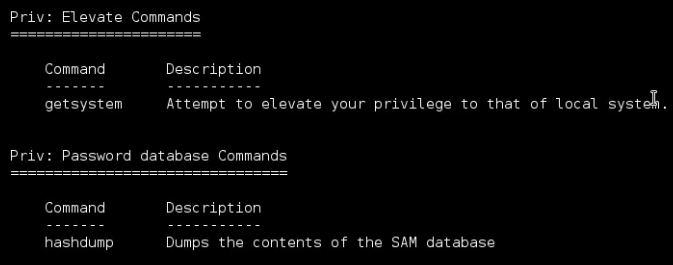 Priv: Elevate Commands
======================
Command Description
------- -----------
getsystem Attempt to elevate your privilege to that of local system.
Priv: Password database Commands
================================
Command Description
------- -----------
hashdump Dumps the contents of the SAM database